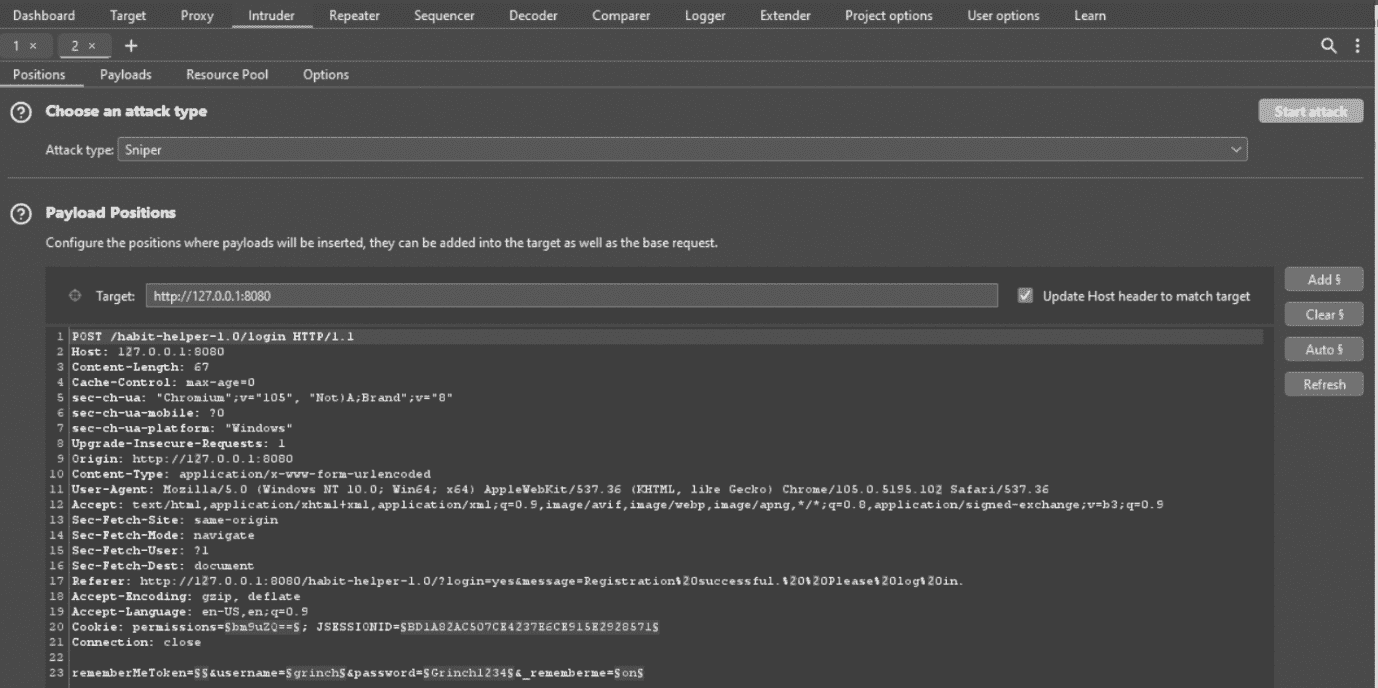 Dashboard Target Proxy Intruder Repeater Sequencer Decoder Comparer Logger Extender Project options User options Learn
1 × 2 × +
Positions Payloads Resource Pool Options
? Choose an attack type Start attack
Attack type: Sniper
? Payload Positions
Configure the positions where payloads will be inserted, they can be added into the target as well as the base request.
Target: http://127.0.0.1:8080 Update Host header to match target
Add §
Clear §
Auto §
Refresh
1 POST /habit-helper-1.0/login HTTP/1.1
2 Host: 127.0.0.1:8080
3 Content-Length: 67
4 Cache-Control: max-age=0
5 sec-ch-ua: "Chromium";v="105", "Not)A;Brand";v="8"
6 sec-ch-ua-mobile: ?0
7 sec-ch-ua-platform: "Windows"
8 Upgrade-Insecure-Requests: 1
9 Origin: http://127.0.0.1:8080
10 Content-Type: application/x-www-form-urlencoded
11 User-Agent: Mozilla/5.0 (Windows NT 10.0; Win64; x64) AppleWebKit/537.36 (KHTML, like Gecko) Chrome/105.0.5195.102 Safari/537.36
12 Accept: text/html,application/xhtml+xml,application/xml;q=0.9,image/avif,image/webp,image/apng,*/*;q=0.8,application/signed-exchange;v=b3;q=0.9
13 Sec-Fetch-Site: same-origin
14 Sec-Fetch-Mode: navigate
15 Sec-Fetch-User: ?1
16 Sec-Fetch-Dest: document
17 Referer: http://127.0.0.1:8080/habit-helper-1.0/?login=yes&message=Registration%20successful.%20%20Please%20log%20in.
18 Accept-Encoding: gzip, deflate
19 Accept-Language: en-US,en;q=0.9
20 Cookie: permissions=§bm9uZQ==§; JSESSIONID=§BD1A82AC507CE4237E6CE915E2928571§
21 Connection: close
22
23 rememberMeToken=§§&username=§grinch§&password=§Grinch1234§&_rememberme=§on§